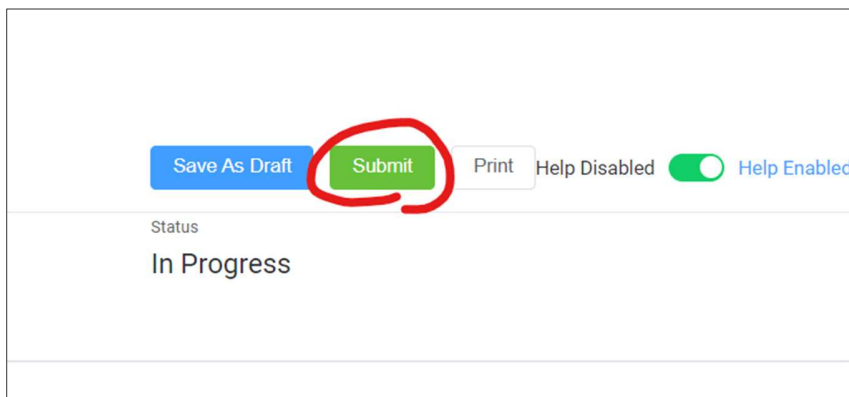 Save As Draft Submit Print Help Disabled Help Enabled
Status
In Progress